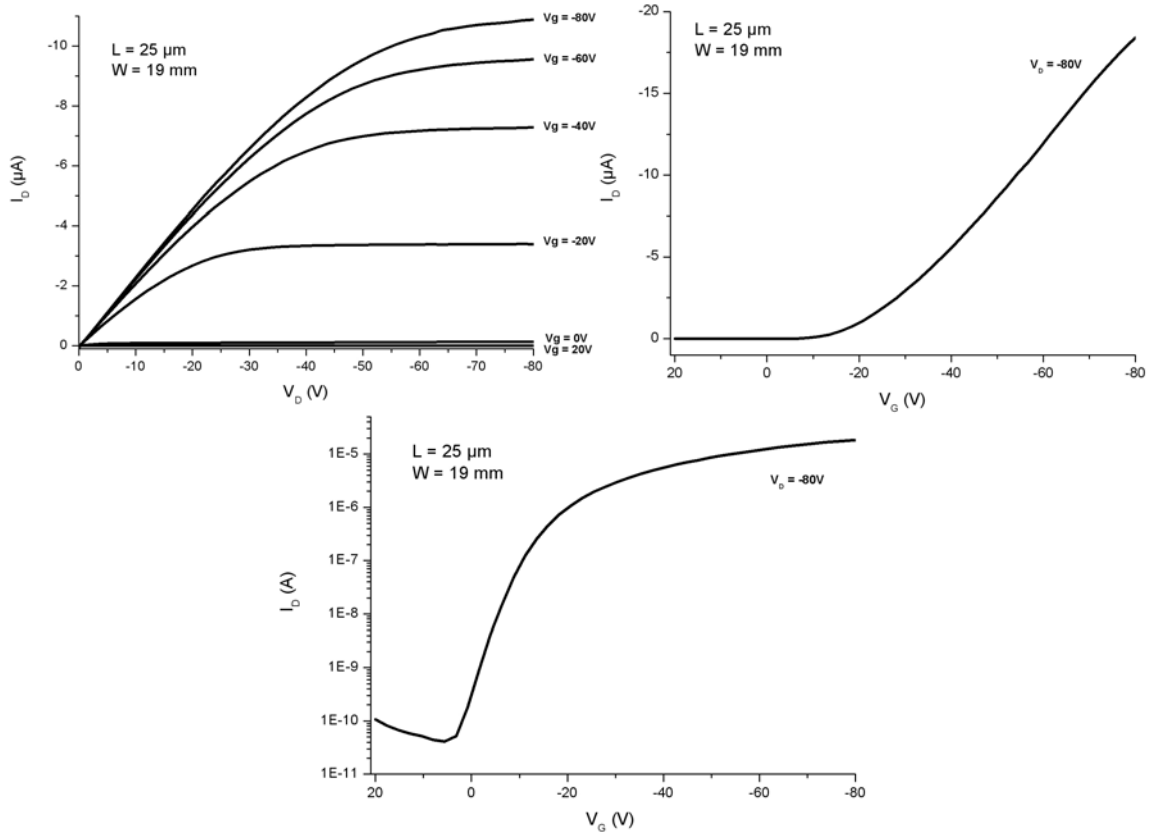 L = 25 µm
W = 19 mm
Vg = -80V
Vg = -60V
Vg = -40V
Vg = -20V
Vg = 0V
Vg = 20V
-10
-8
-6
-4
-2
0
I_D (µA)
0 -10 -20 -30 -40 -50 -60 -70 -80
V_D (V)
L = 25 µm
W = 19 mm
V_D = -80V
-20
-15
-10
-5
0
I_D (µA)
20 0 -20 -40 -60 -80
V_G (V)
L = 25 µm
W = 19 mm
V_D = -80V
1E-5
1E-6
1E-7
1E-8
1E-9
1E-10
1E-11
I_D (A)
20 0 -20 -40 -60 -80
V_G (V)